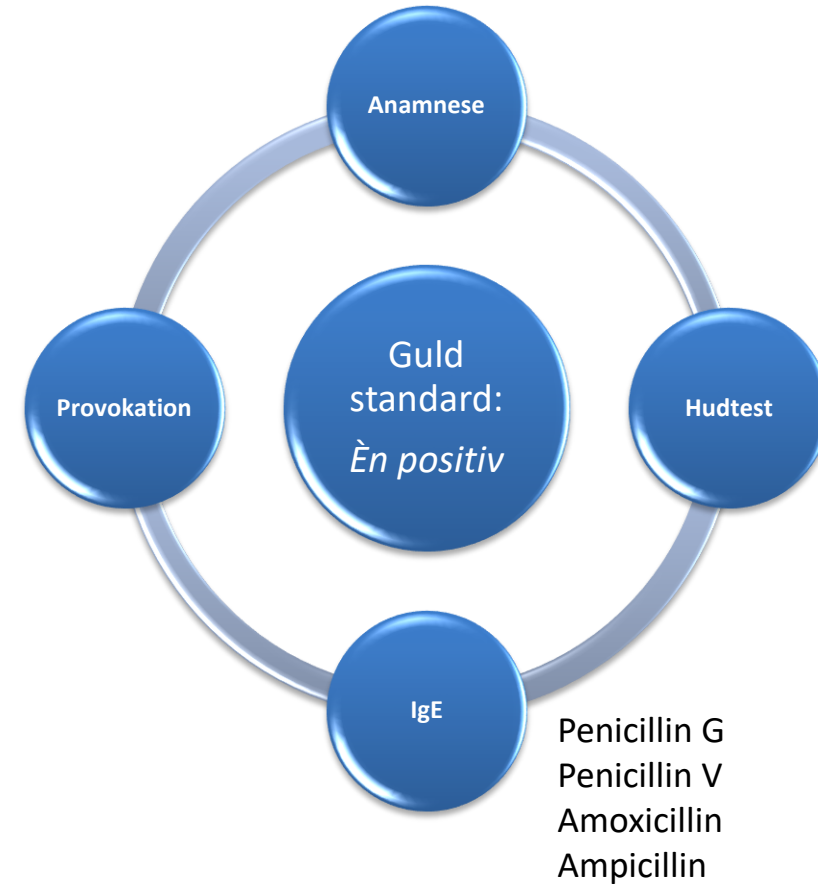 Anamnese
Guld
standard:
Èn positiv
Provokation
Hudtest
IgE
Penicillin G
Penicillin V
Amoxicillin
Ampicillin